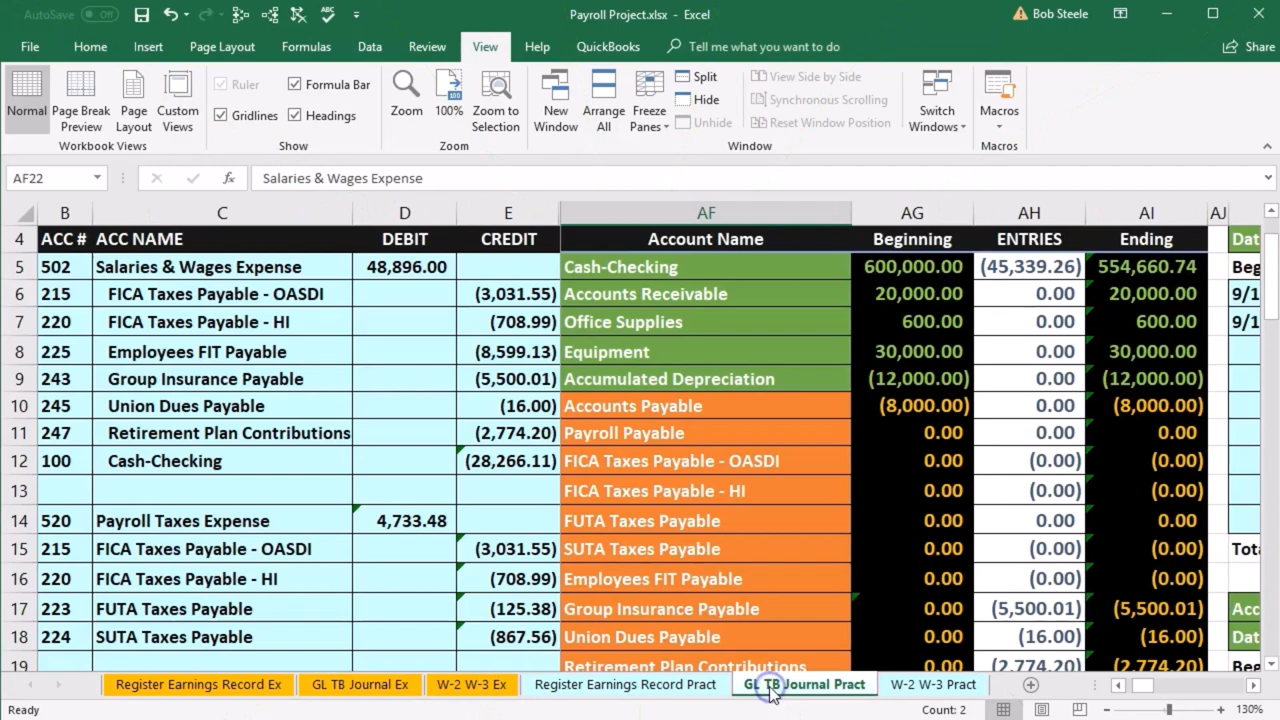 AutoSave Off Payroll Project.xlsx - Excel Bob Steele
File Home Insert Page Layout Formulas Data Review View Help QuickBooks Tell me what you want to do Share
Normal Page Break Preview Page Layout Custom Views
Workbook Views
Ruler Formula Bar
Gridlines Headings
Show
Zoom 100% Zoom to Selection
Zoom
New Window Arrange All Freeze Panes
Split
Hide
Unhide
View Side by Side
Synchronous Scrolling
Reset Window Position
Switch Windows
Window
Macros
Macros
AF22 fx Salaries & Wages Expense
B C D E AF AG AH AI AJ
4 ACC # ACC NAME DEBIT CREDIT Account Name Beginning ENTRIES Ending Dat
5 502 Salaries & Wages Expense 48,896.00 Cash-Checking 600,000.00 (45,339.26) 554,660.74 Beg
6 215 FICA Taxes Payable - OASDI (3,031.55) Accounts Receivable 20,000.00 0.00 20,000.00 9/1
7 220 FICA Taxes Payable - HI (708.99) Office Supplies 600.00 0.00 600.00 9/1
8 225 Employees FIT Payable (8,599.13) Equipment 30,000.00 0.00 30,000.00
9 243 Group Insurance Payable (5,500.01) Accumulated Depreciation (12,000.00) 0.00 (12,000.00)
10 245 Union Dues Payable (16.00) Accounts Payable (8,000.00) 0.00 (8,000.00)
11 247 Retirement Plan Contributions (2,774.20) Payroll Payable 0.00 0.00 0.00
12 100 Cash-Checking (28,266.11) FICA Taxes Payable - OASDI 0.00 (0.00) (0.00)
13 FICA Taxes Payable - HI 0.00 (0.00) (0.00)
14 520 Payroll Taxes Expense 4,733.48 FUTA Taxes Payable 0.00 0.00 0.00
15 215 FICA Taxes Payable - OASDI (3,031.55) SUTA Taxes Payable 0.00 (0.00) (0.00) Tota
16 220 FICA Taxes Payable - HI (708.99) Employees FIT Payable 0.00 (0.00) (0.00)
17 223 FUTA Taxes Payable (125.38) Group Insurance Payable 0.00 (5,500.01) (5,500.01) Acc
18 224 SUTA Taxes Payable (867.56) Union Dues Payable 0.00 (16.00) (16.00) Dat
19 Retirement Plan Contributions 0.00 (2,774.20) (2,774.20) Beg
Register Earnings Record Ex GL TB Journal Ex W-2 W-3 Ex Register Earnings Record Pract GL TB Journal Pract W-2 W-3 Pract
Ready Count: 2 130%